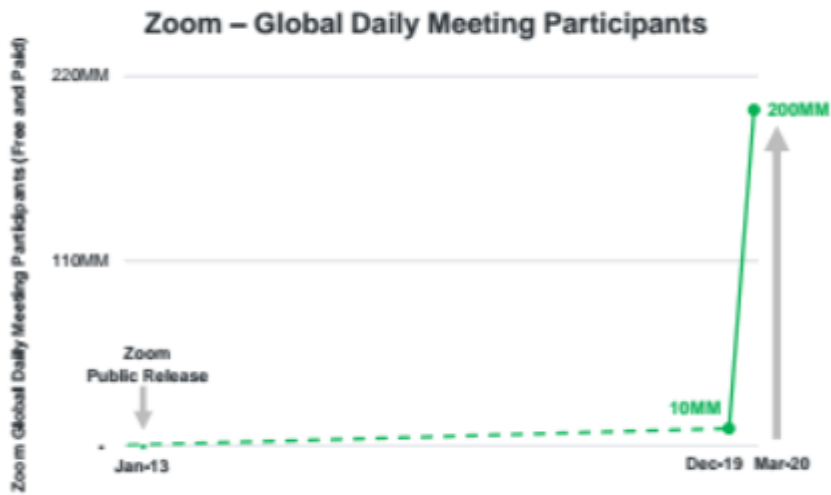 Zoom – Global Daily Meeting Participants
Zoom Global Daily Meeting Participants (Free and Paid)
220MM
200MM
110MM
Zoom
Public Release
10MM
-
Jan-13
Dec-19 Mar-20